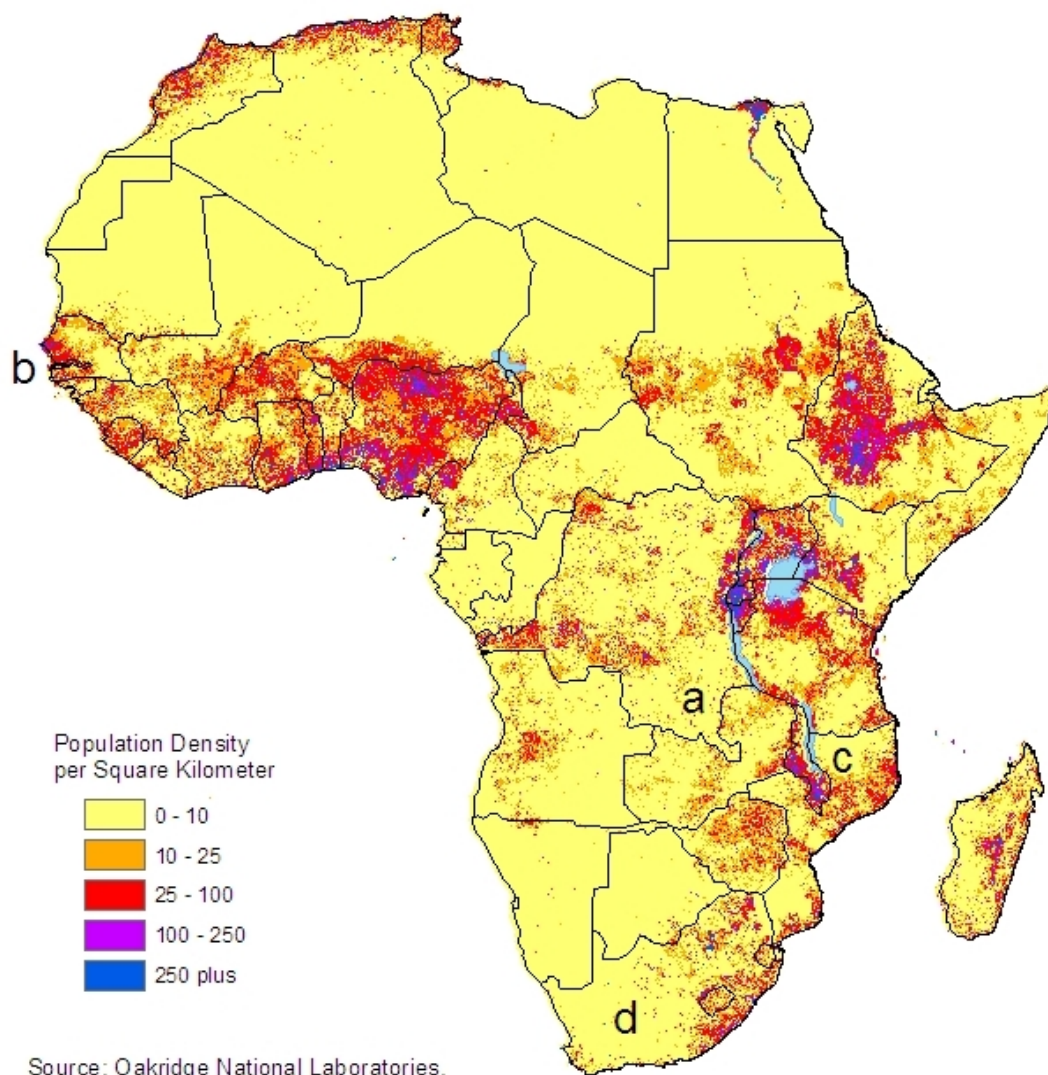 b
a
c
d
Population Density
per Square Kilometer
0 - 10
10 - 25
25 - 100
100 - 250
250 plus
Source: Oakridge National Laboratories.